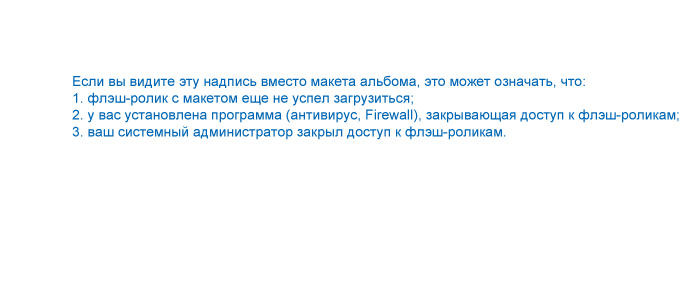 Если вы видите эту надпись вместо макета альбома, это может означать, что:
1. флэш-ролик с макетом еще не успел загрузиться;
2. у вас установлена программа (антивирус, Firewall), закрывающая доступ к флэш-роликам;
3. ваш системный администратор закрыл доступ к флэш-роликам.